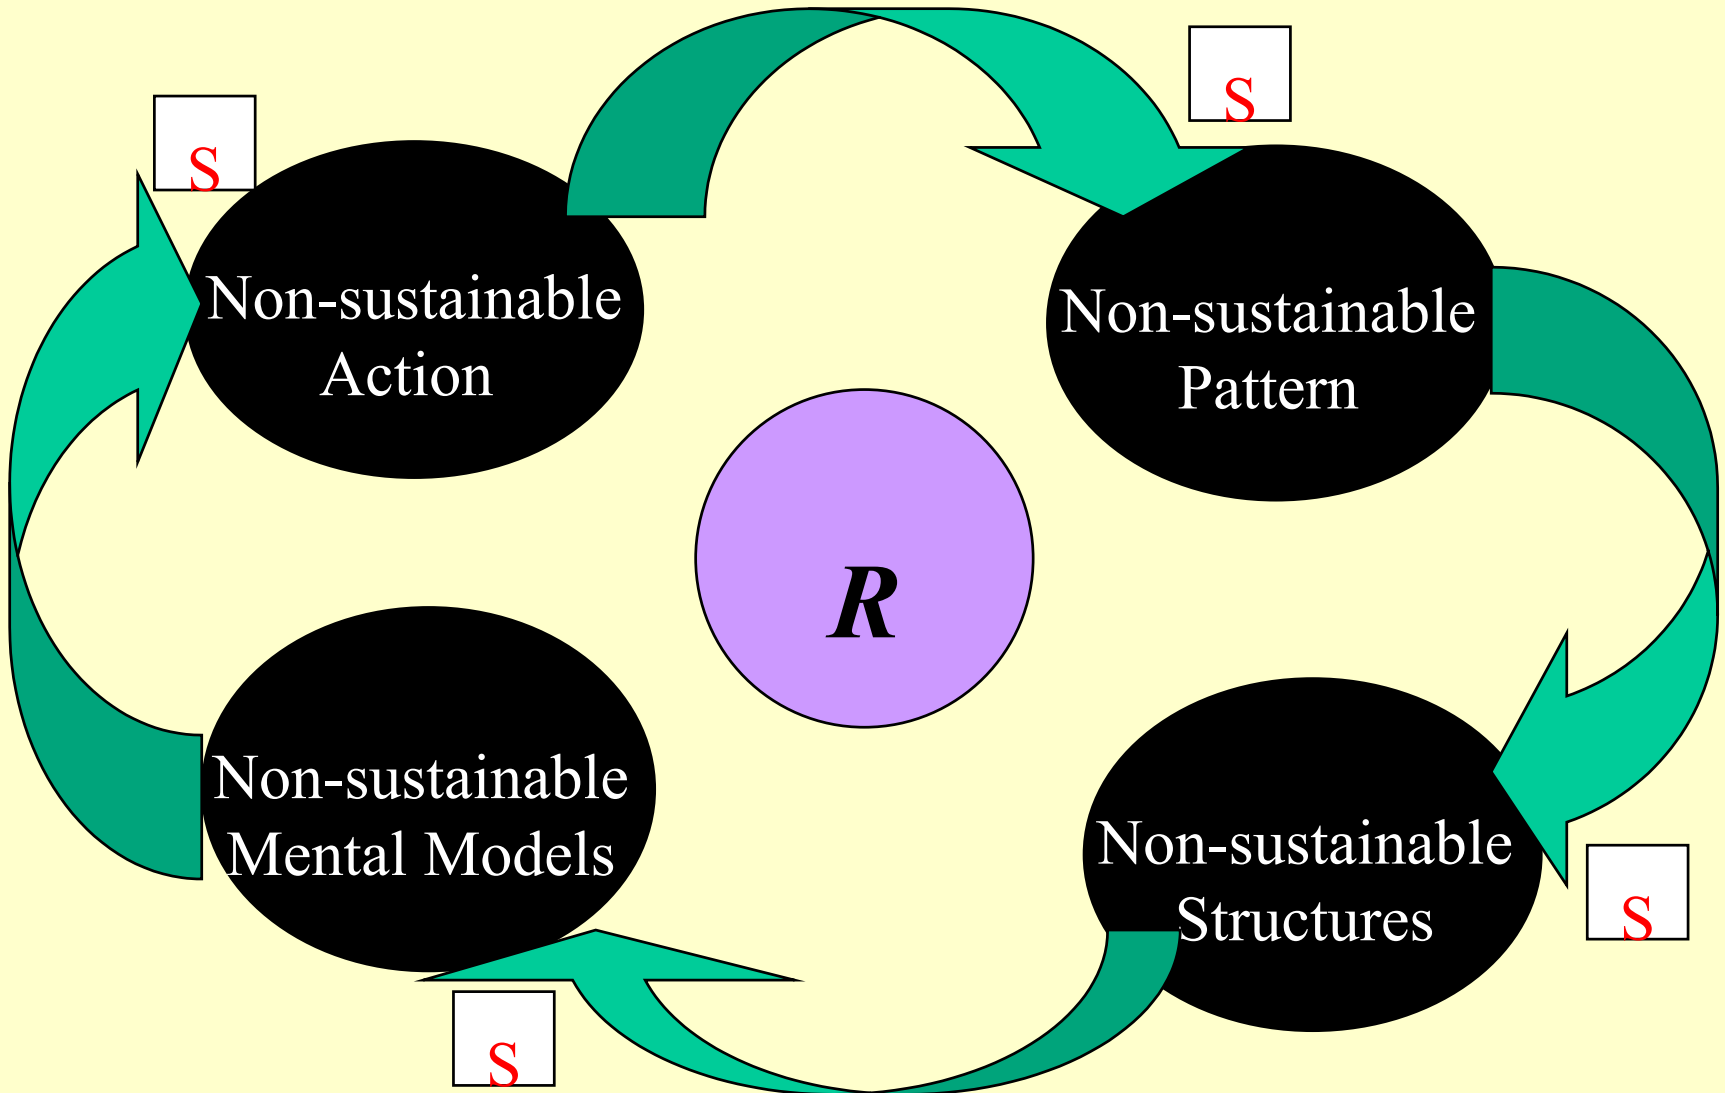 S
S
Non-sustainable
Action
Non-sustainable
Pattern
R
Non-sustainable
Mental Models
Non-sustainable
Structures
S
S